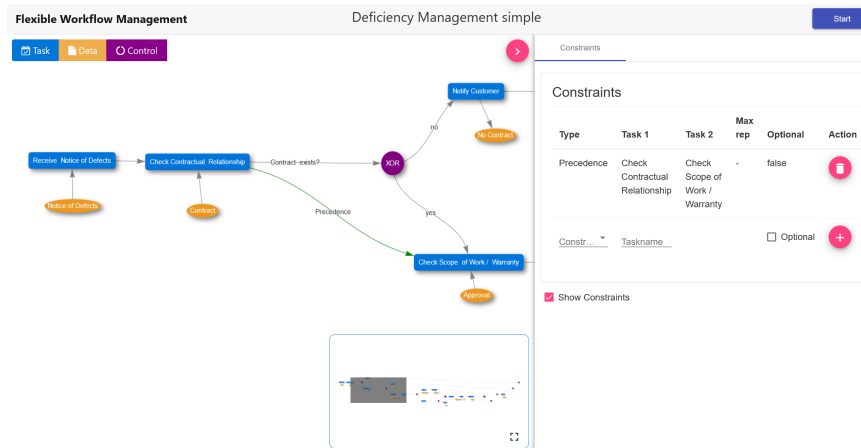 Flexible Workflow Management
Deficiency Management simple
Start
Task
Data
Control
Constraints
Notify Customer
no
No Contract
Receive Notice of Defects
Check Contractual Relationship
Contract exists?
XOR
Notice of Defects
Contract
Precedence
yes
Check Scope of Work / Warranty
Approval
Constraints
Type Task 1 Task 2 Max rep Optional Action
Precedence Check Contractual Relationship Check Scope of Work / Warranty - false
Constr... Taskname Optional
Show Constraints